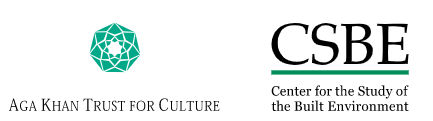 AGA KHAN TRUST FOR CULTURE
CSBE
Center for the Study of
the Built Environment